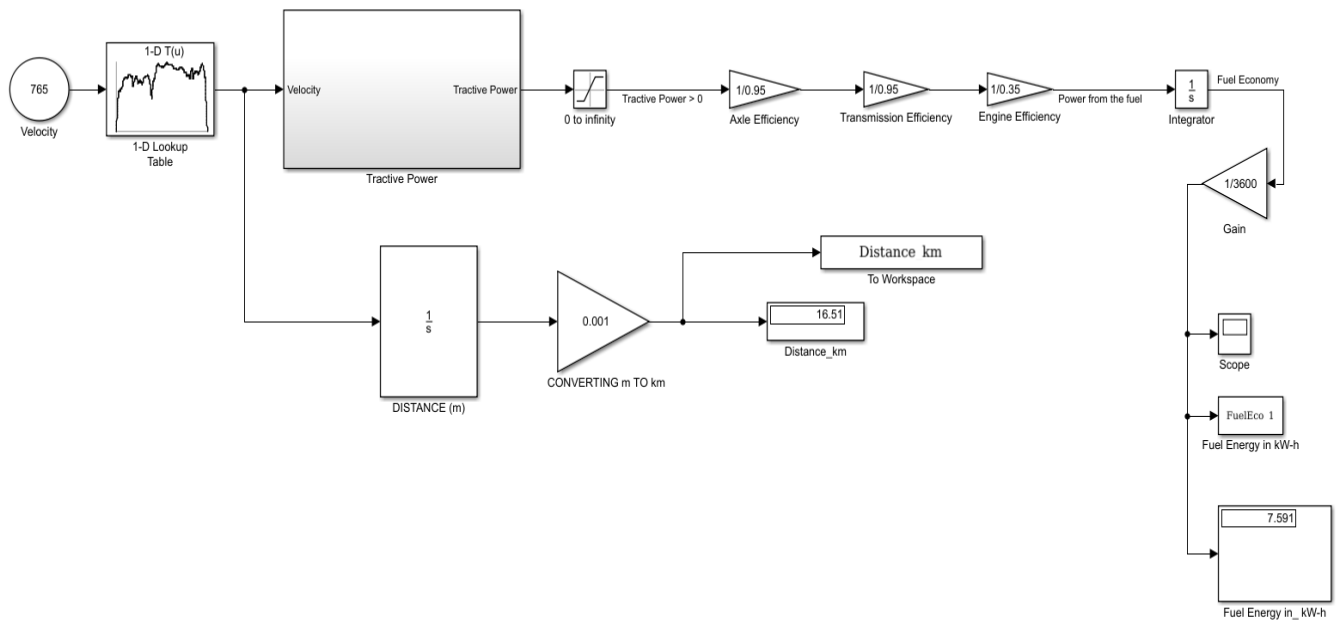 765
Velocity
1-D T(u)
1-D Lookup
Table
Velocity
Tractive Power
Tractive Power
0 to infinity
Tractive Power > 0
1/0.95
Axle Efficiency
1/0.95
Transmission Efficiency
1/0.35
Engine Efficiency
Power from the fuel
1
s
Integrator
Fuel Economy
1/3600
Gain
1
s
DISTANCE (m)
0.001
CONVERTING m TO km
Distance km
To Workspace
16.51
Distance_km
Scope
FuelEco 1
Fuel Energy in kW-h
7.591
Fuel Energy in_ kW-h